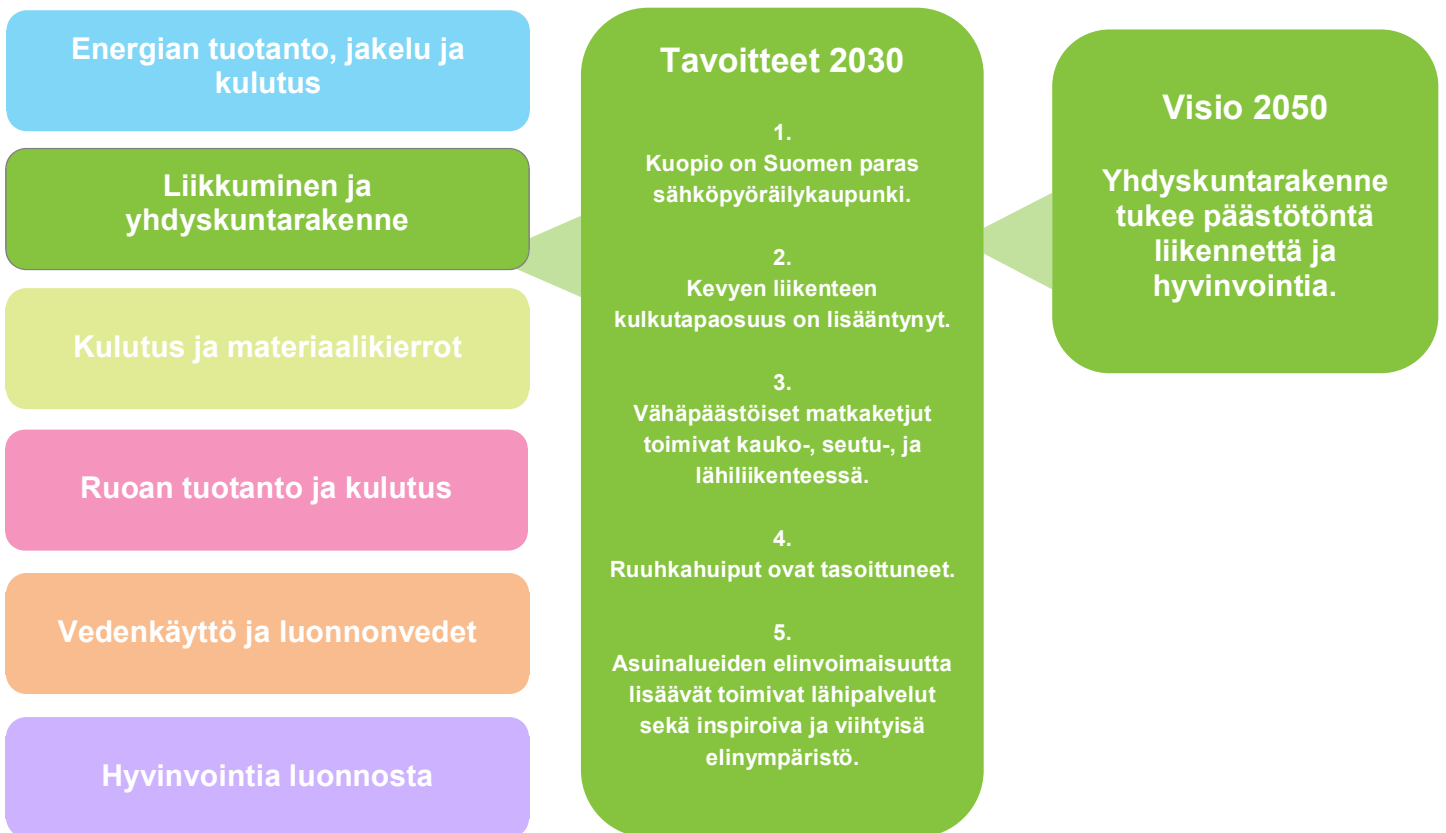 Energian tuotanto, jakelu ja
kulutus
Liikkuminen ja
yhdyskuntarakenne
Kulutus ja materiaalikierrot
Ruoan tuotanto ja kulutus
Vedenkäyttö ja luonnonvedet
Hyvinvointia luonnosta
Tavoitteet 2030
1.
Kuopio on Suomen paras
sähköpyöräilykaupunki.
2.
Kevyen liikenteen
kulkutapaosuus on lisääntynyt.
3.
Vähäpäästöiset matkaketjut
toimivat kauko-, seutu-, ja
lähiliikenteessä.
4.
Ruuhkahuiput ovat tasoittuneet.
5.
Asuinalueiden elinvoimaisuutta
lisäävät toimivat lähipalvelut
sekä inspiroiva ja viihtyisä
elinympäristö.
Visio 2050
Yhdyskuntarakenne
tukee päästötöntä
liikennettä ja
hyvinvointia.